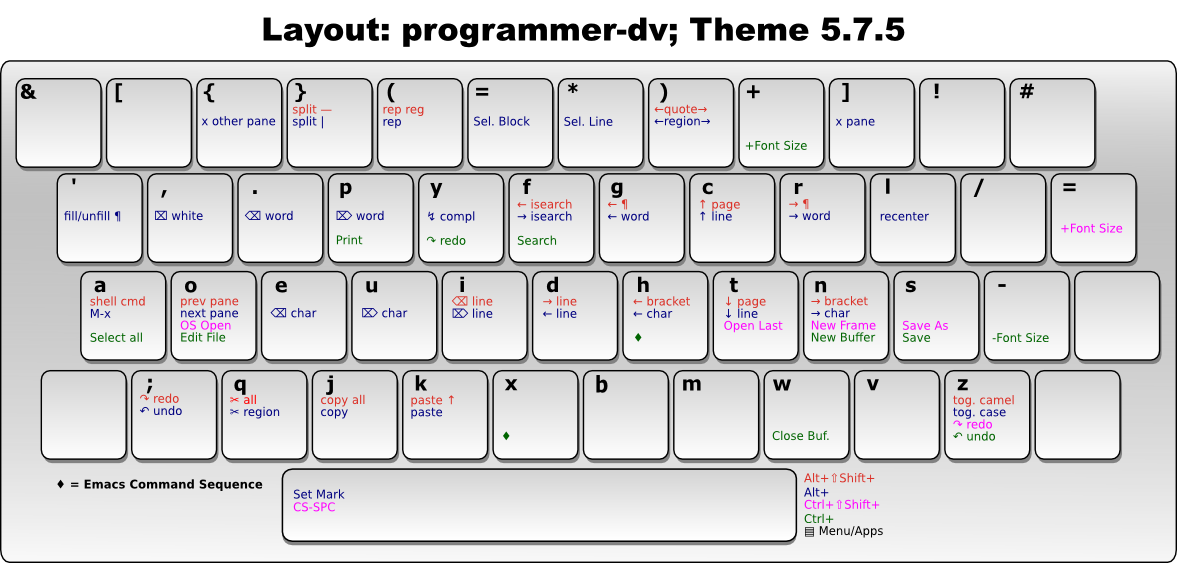 Layout: programmer-dv; Theme 5.7.5
&
[
{
x other pane
}
split —
split |
(
rep reg
rep
=
Sel. Block
*
Sel. Line
)
←quote→
←region→
+
+Font Size
]
x pane
!
#
'
fill/unfill ¶
,
⌧ white
.
⌫ word
p
⌦ word
Print
y
↯ compl
↷ redo
f
← isearch
→ isearch
Search
g
← ¶
← word
c
↑ page
↑ line
r
→ ¶
→ word
l
recenter
/
=
+Font Size
a
shell cmd
M-x
Select all
o
prev pane
next pane
OS Open
Edit File
e
⌫ char
u
⌦ char
i
⌫ line
⌦ line
d
→ line
← line
h
← bracket
← char
♦
t
↓ page
↓ line
Open Last
n
→ bracket
→ char
New Frame
New Buffer
s
Save As
Save
-
-Font Size
;
↷ redo
↶ undo
q
✂ all
✂ region
j
copy all
copy
k
paste ↑
paste
x
♦
b
m
w
Close Buf.
v
z
tog. camel
tog. case
↷ redo
↶ undo
♦ = Emacs Command Sequence
Set Mark
CS-SPC
Alt+⇧Shift+
Alt+
Ctrl+⇧Shift+
Ctrl+
▤ Menu/Apps